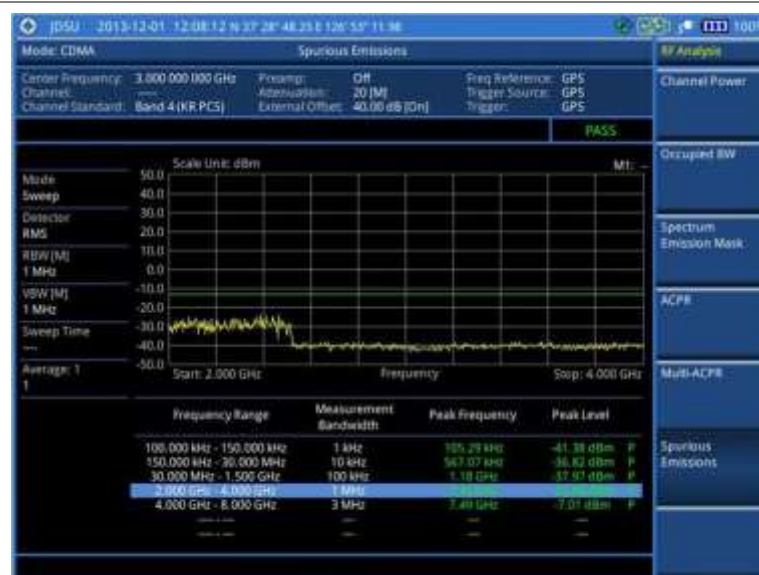 JDSU 2013-12-01 12:08:12 N 37° 28' 48.25 E 126° 53' 11.98 100%
Mode: CDMA Spurious Emissions RF Analysis
Center Frequency: 3.000 000 000 GHz Preamp: Off Freq Reference: GPS
Channel: ---- Attenuation: 20 [M] Trigger Source: GPS
Channel Standard: Band 4 (KR PCS) External Offset: 40.00 dB [On] Trigger: GPS
Channel Power
PASS
Occupied BW
Spectrum
Emission Mask
ACPR
Multi-ACPR
Spurious
Emissions
Mode
Sweep
Detector
RMS
RBW [M]
1 MHz
VBW [M]
1 MHz
Sweep Time
----
Average: 1
1
Scale Unit: dBm M1: --
50.0
40.0
30.0
20.0
10.0
0.0
-10.0
-20.0
-30.0
-40.0
-50.0
Start: 2.000 GHz Frequency Stop: 4.000 GHz
Frequency Range Measurement Bandwidth Peak Frequency Peak Level
100.000 kHz - 150.000 kHz 1 kHz 105.29 kHz -41.38 dBm P
150.000 kHz - 30.000 MHz 10 kHz 567.07 kHz -36.82 dBm P
30.000 MHz - 1.500 GHz 100 kHz 1.18 GHz -37.97 dBm P
2.000 GHz - 4.000 GHz 1 MHz
4.000 GHz - 8.000 GHz 3 MHz 7.49 GHz -7.01 dBm P